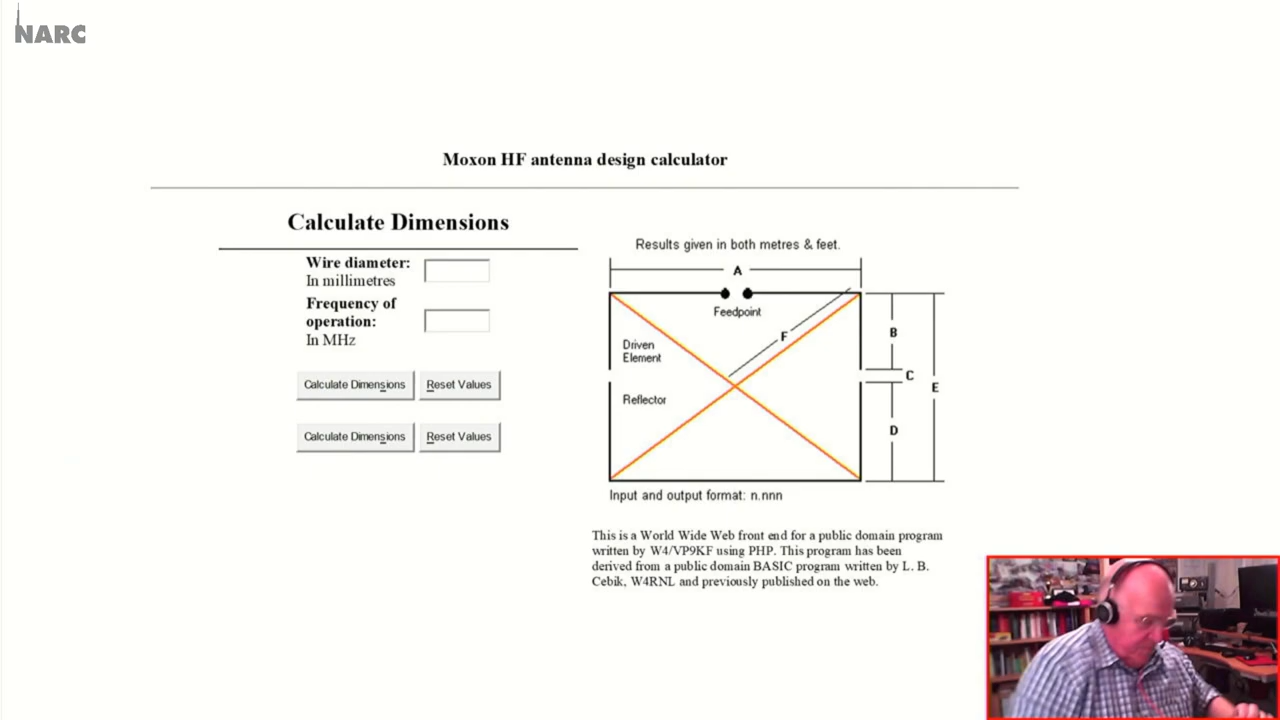 NARC
Moxon HF antenna design calculator
Calculate Dimensions
Wire diameter:
In millimetres
Frequency of
operation:
In MHz
Calculate Dimensions
Reset Values
Calculate Dimensions
Reset Values
Results given in both metres & feet.
A
Feedpoint
F
Driven
Element
Reflector
B
C
E
D
Input and output format: n.nnn
This is a World Wide Web front end for a public domain program
written by W4/VP9KF using PHP. This program has been
derived from a public domain BASIC program written by L. B.
Cebik, W4RNL and previously published on the web.